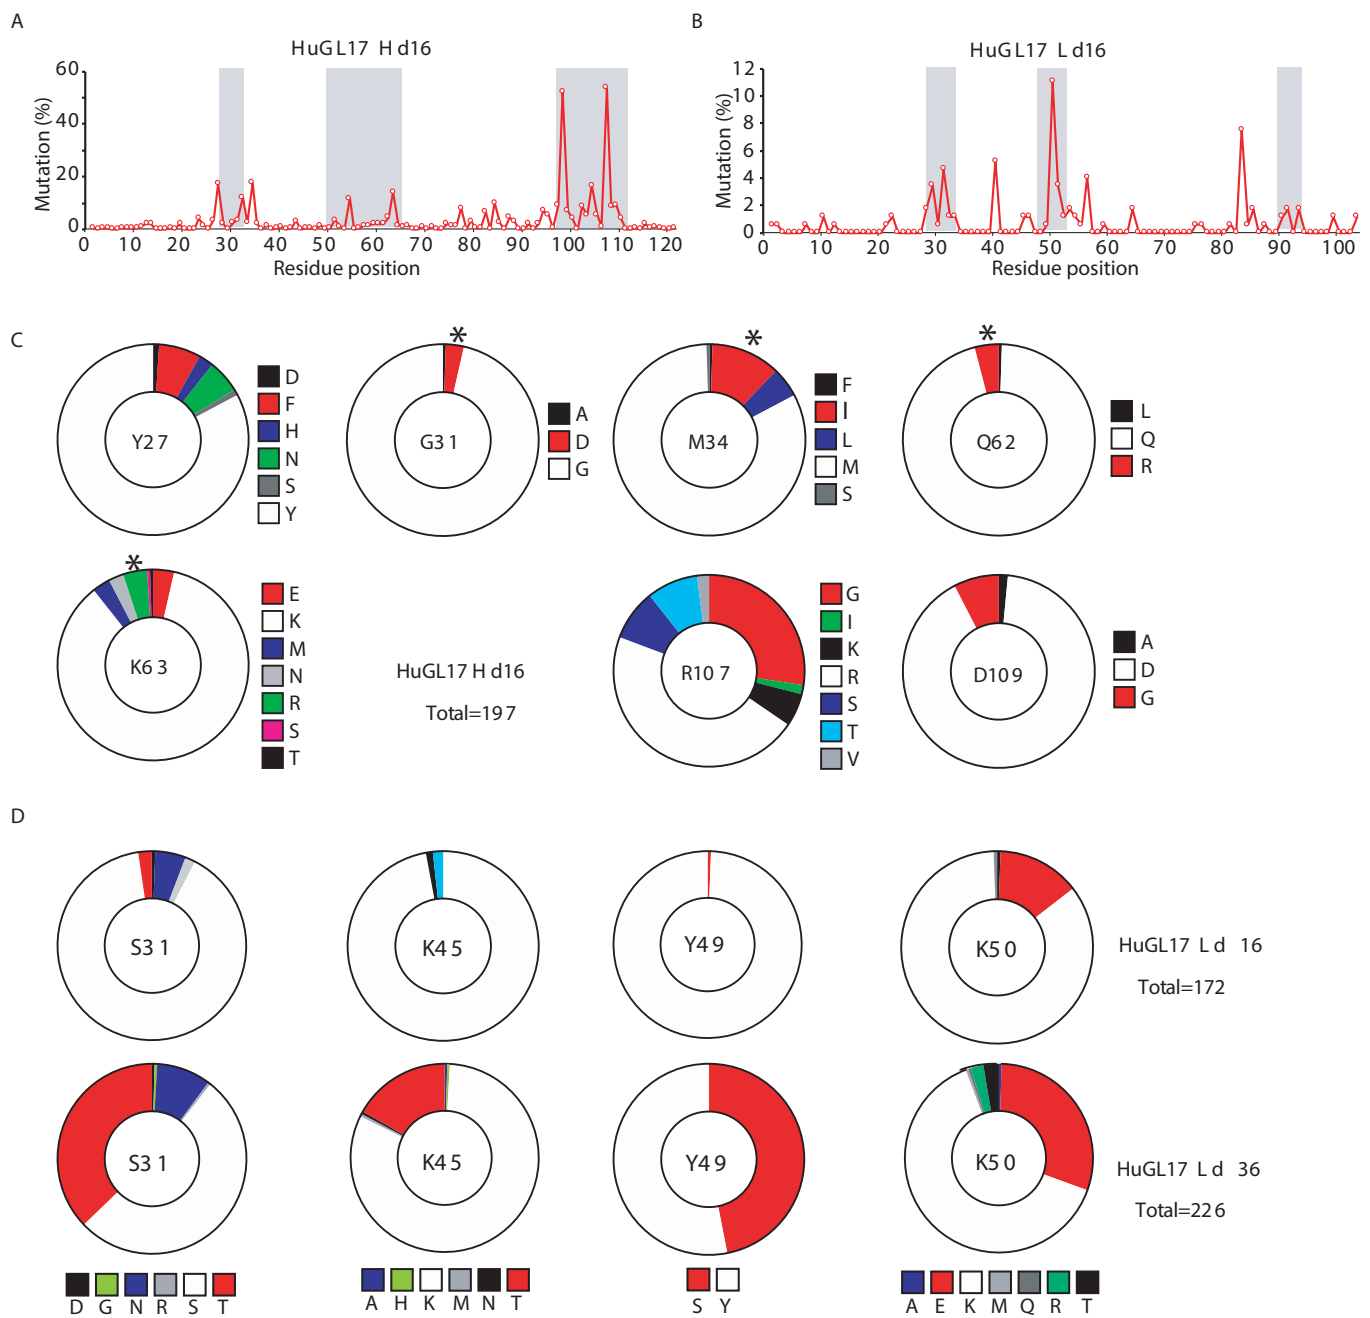 A
HuGL17 H d16
Mutation (%)
60
40
20
0
0 10 20 30 40 50 60 70 80 90 100 110 120
Residue position
B
HuGL17 L d16
Mutation (%)
12
10
8
6
4
2
0
0 10 20 30 40 50 60 70 80 90 100
Residue position
C
Y27
D
F
H
N
S
Y
*
G31
A
D
G
*
M34
F
I
L
M
S
*
Q62
L
Q
R
*
K63
E
K
M
N
R
S
T
HuGL17 H d16
Total=197
R107
G
I
K
R
S
T
V
D109
A
D
G
D
S31
K45
Y49
K50
HuGL17 L d 16
Total=172
S31
K45
Y49
K50
HuGL17 L d 36
Total=226
D G N R S T
A H K M N T
S Y
A E K M Q R T